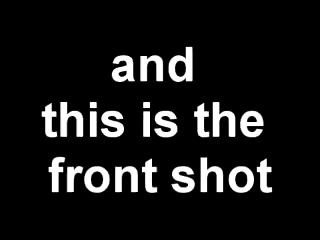 and
this is the
front shot